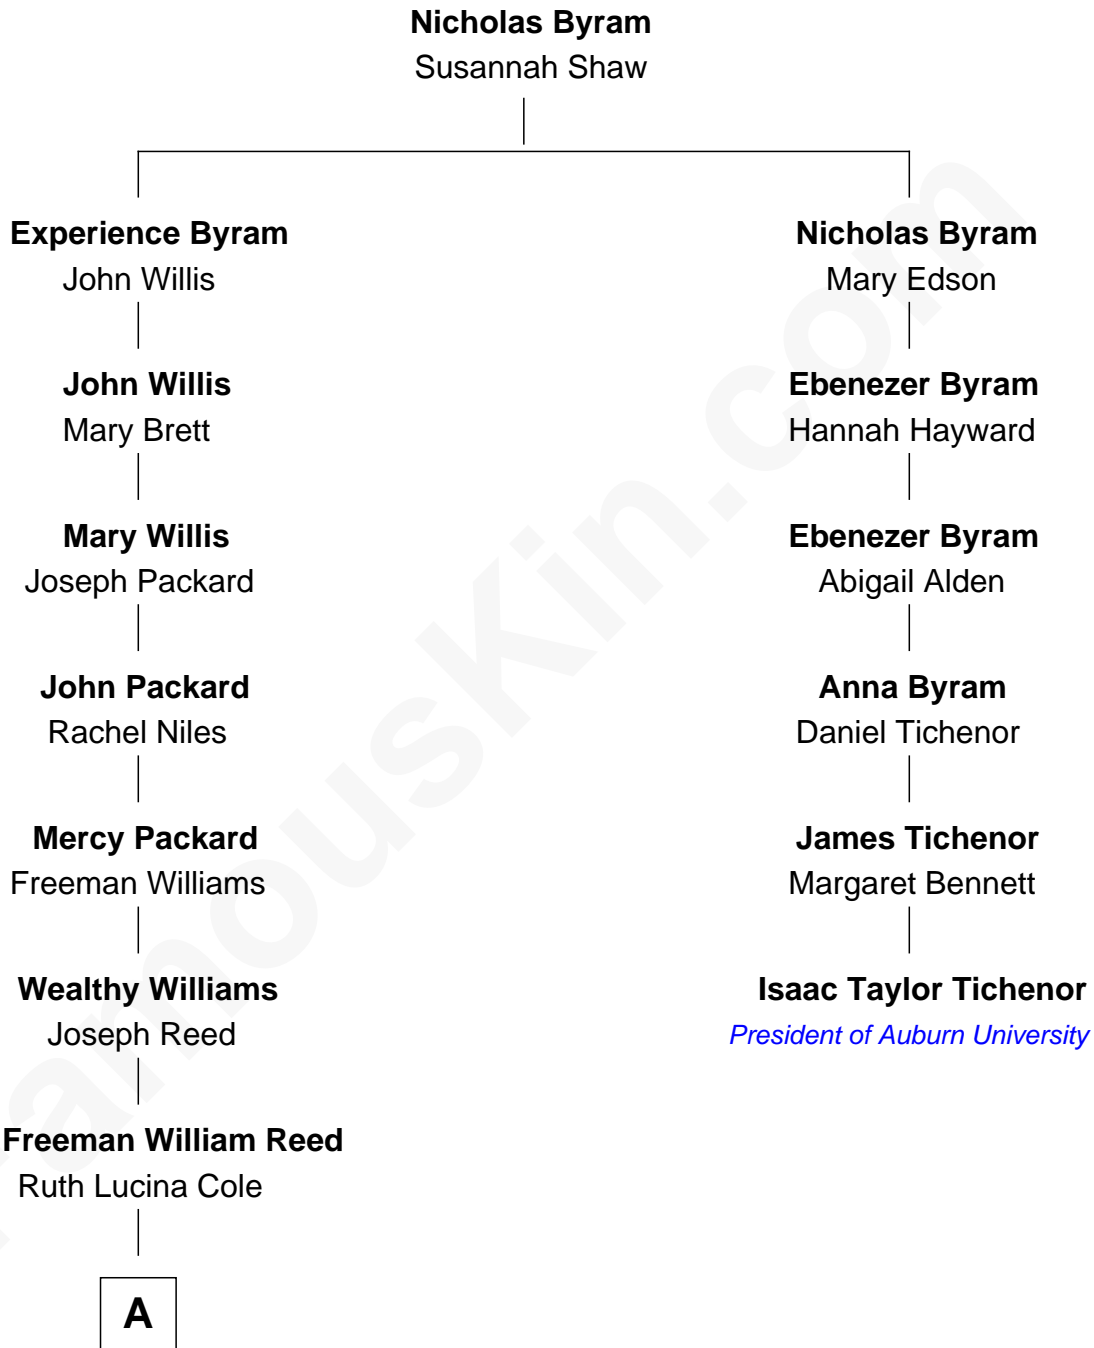 Nicholas Byram
Susannah Shaw
Experience Byram
John Willis
Nicholas Byram
Mary Edson
John Willis
Mary Brett
Ebenezer Byram
Hannah Hayward
Mary Willis
Joseph Packard
Ebenezer Byram
Abigail Alden
John Packard
Rachel Niles
Anna Byram
Daniel Tichenor
Mercy Packard
Freeman Williams
James Tichenor
Margaret Bennett
Wealthy Williams
Joseph Reed
Isaac Taylor Tichenor
President of Auburn University
Freeman William Reed
Ruth Lucina Cole
A
FamousKin.com